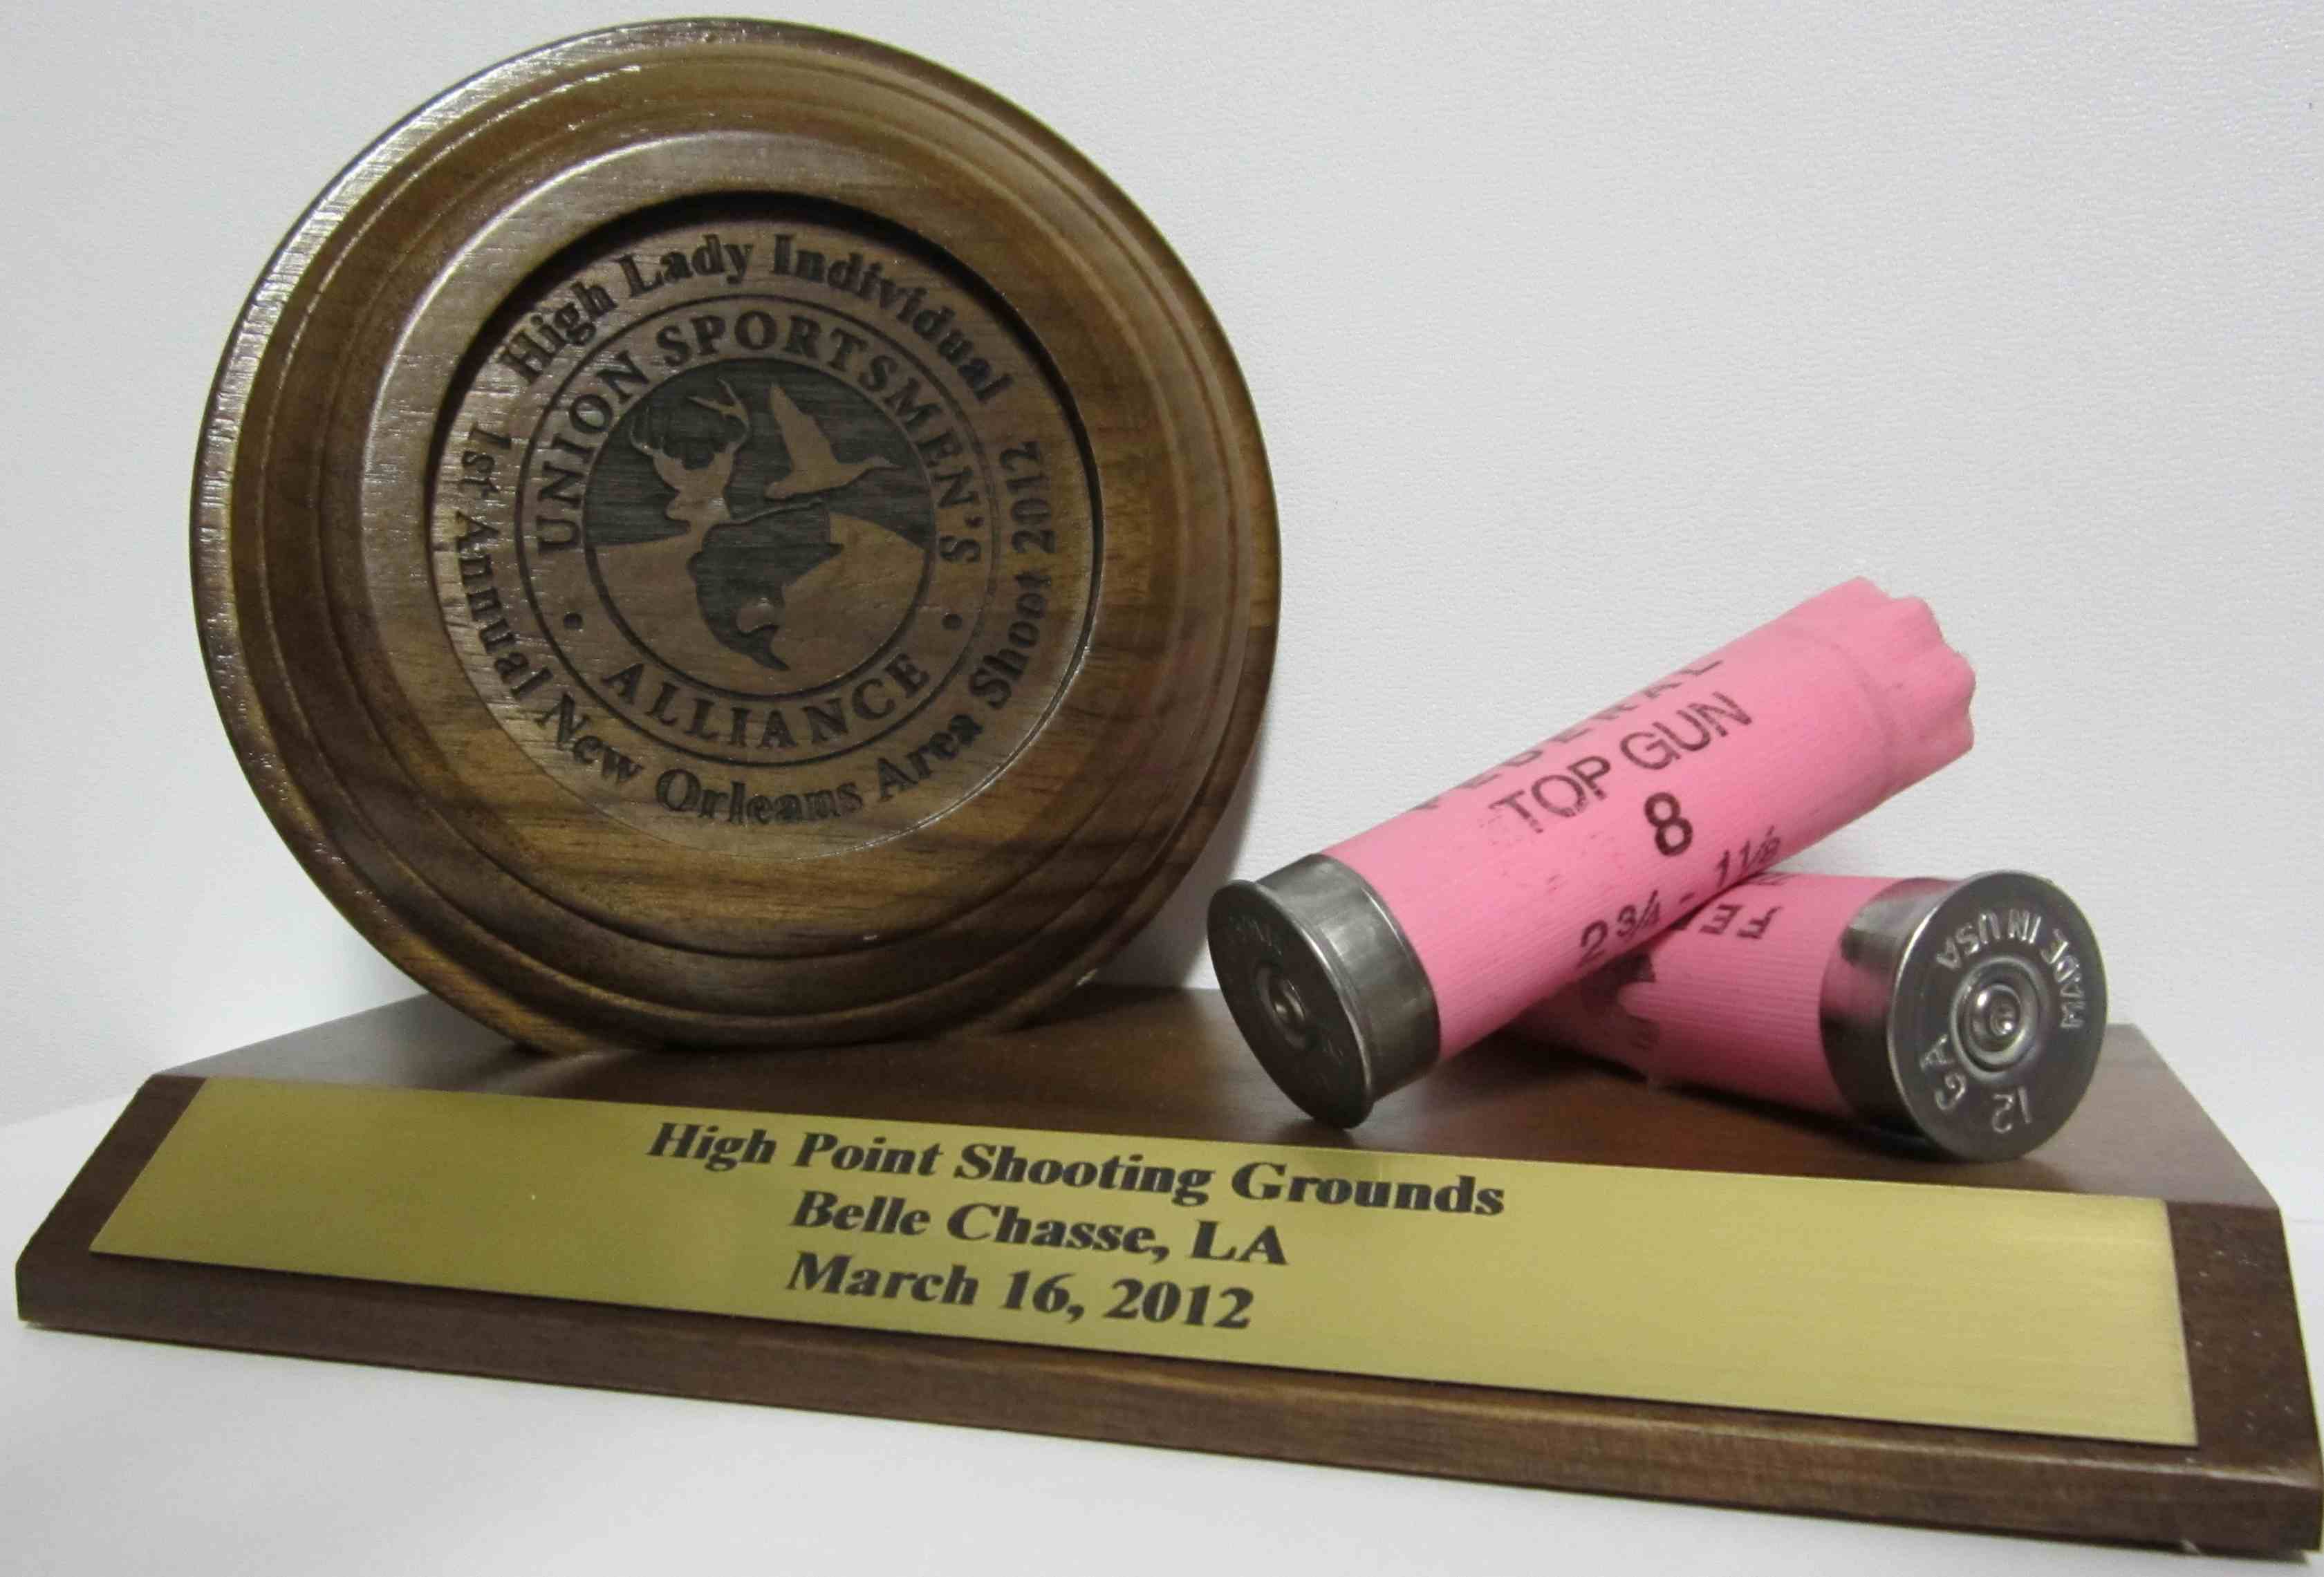 High Lady Individual
1st Annual New Orleans Area Shoot 2012
UNION SPORTSMEN'S
ALLIANCE
FEDERAL
TOP GUN
8
2 3/4 - 1 1/8
MADE IN USA
12 GA
High Point Shooting Grounds
Belle Chasse, LA
March 16, 2012